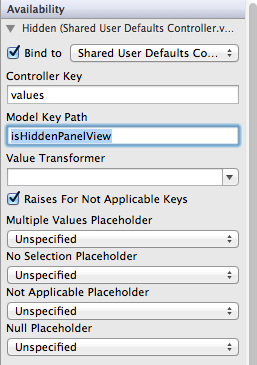 Availability
Hidden (Shared User Defaults Controller.v...
Bind to Shared User Defaults Co...
Controller Key
values
Model Key Path
isHiddenPanelView
Value Transformer
Raises For Not Applicable Keys
Multiple Values Placeholder
Unspecified
No Selection Placeholder
Unspecified
Not Applicable Placeholder
Unspecified
Null Placeholder
Unspecified